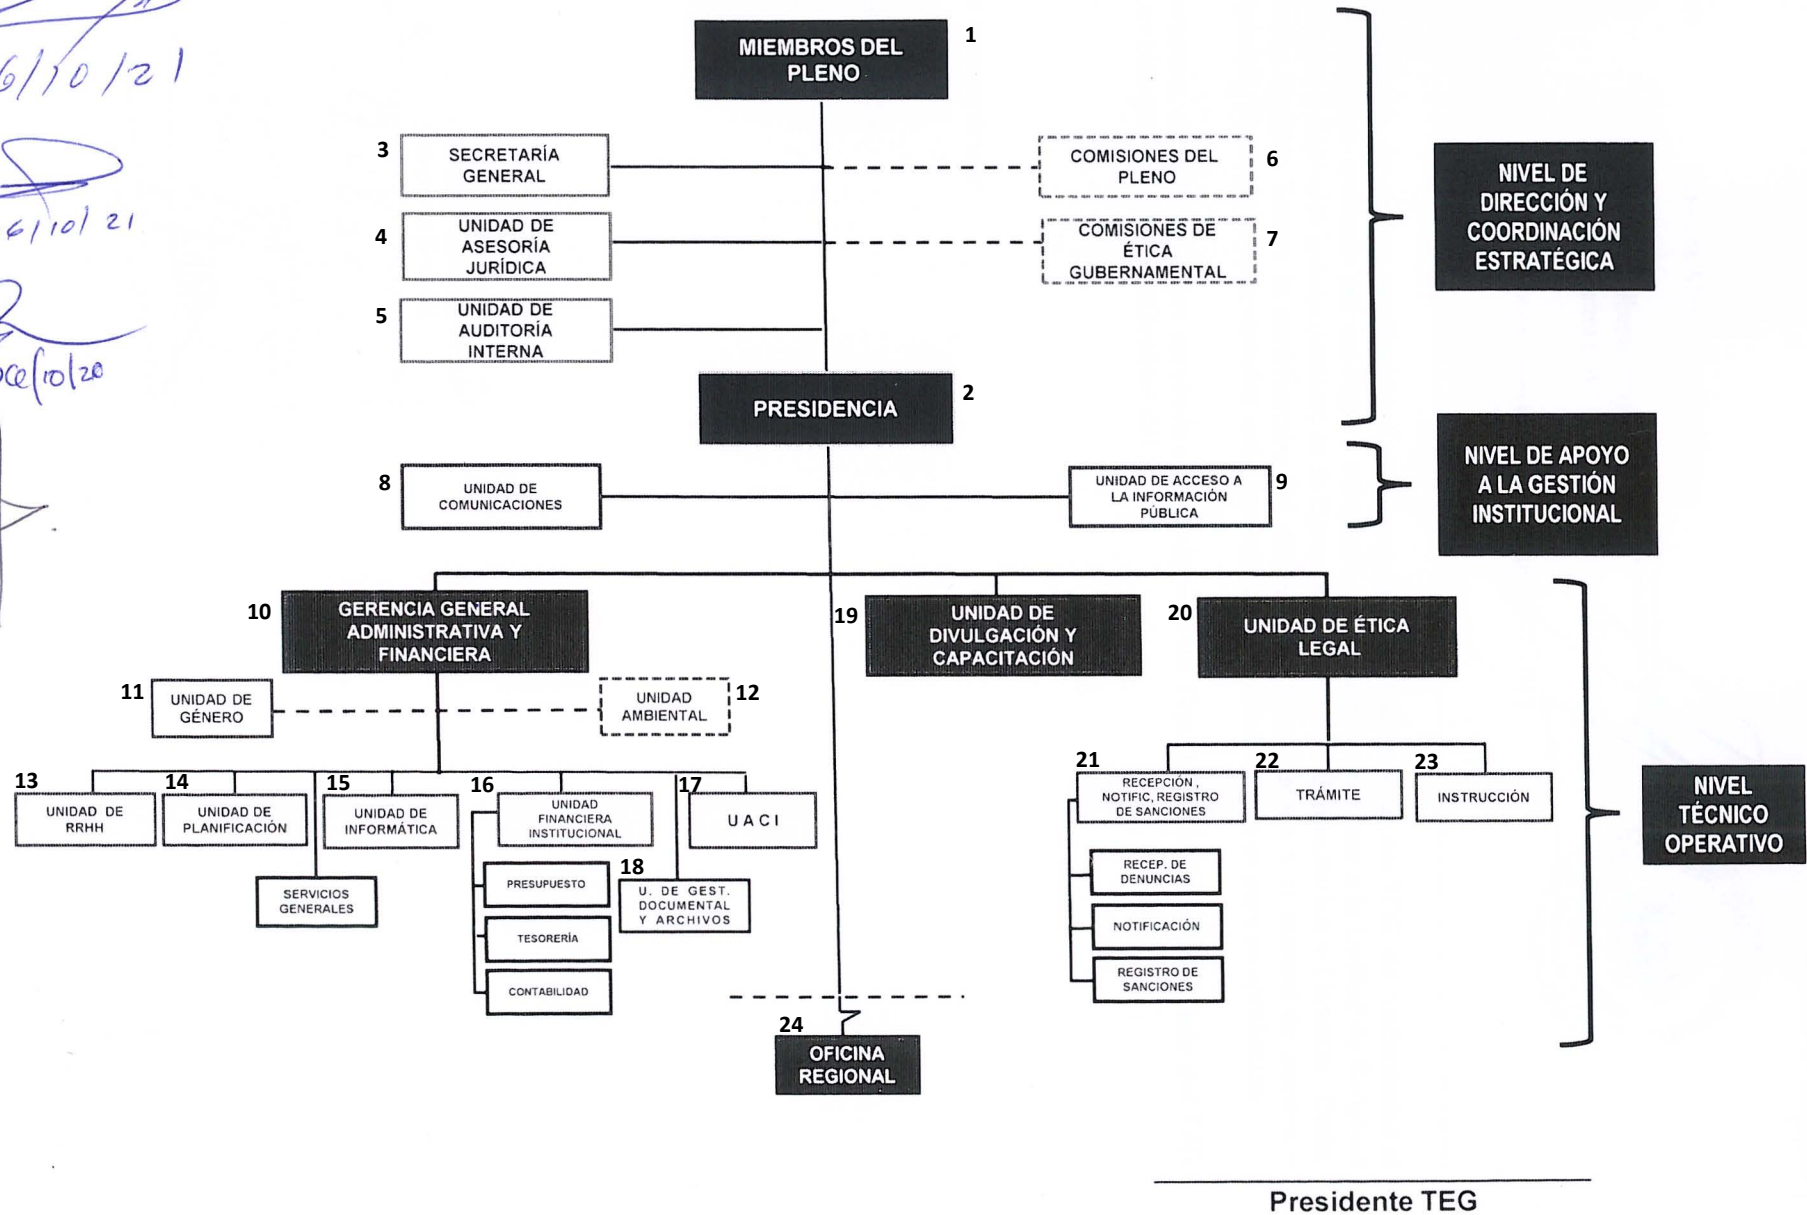 6/10/21
6/10/21
/10/20
1
MIEMBROS DEL
PLENO
3
SECRETARÍA
GENERAL
COMISIONES DEL
PLENO
6
4
UNIDAD DE
ASESORÍA
JURÍDICA
COMISIONES DE
ÉTICA
GUBERNAMENTAL
7
5
UNIDAD DE
AUDITORÍA
INTERNA
PRESIDENCIA
2
NIVEL DE
DIRECCIÓN Y
COORDINACIÓN
ESTRATÉGICA
8
UNIDAD DE
COMUNICACIONES
UNIDAD DE ACCESO A
LA INFORMACIÓN
PÚBLICA
9
NIVEL DE APOYO
A LA GESTIÓN
INSTITUCIONAL
10
GERENCIA GENERAL
ADMINISTRATIVA Y
FINANCIERA
19
UNIDAD DE
DIVULGACIÓN Y
CAPACITACIÓN
20
UNIDAD DE ÉTICA
LEGAL
11
UNIDAD DE
GÉNERO
UNIDAD
AMBIENTAL
12
13
UNIDAD DE
RRHH
14
UNIDAD DE
PLANIFICACIÓN
15
UNIDAD DE
INFORMÁTICA
16
UNIDAD
FINANCIERA
INSTITUCIONAL
17
U A C I
SERVICIOS
GENERALES
PRESUPUESTO
TESORERÍA
CONTABILIDAD
18
U. DE GEST.
DOCUMENTAL
Y ARCHIVOS
21
RECEPCIÓN ,
NOTIFIC, REGISTRO
DE SANCIONES
22
TRÁMITE
23
INSTRUCCIÓN
RECEP. DE
DENUNCIAS
NOTIFICACIÓN
REGISTRO DE
SANCIONES
NIVEL
TÉCNICO
OPERATIVO
24
OFICINA
REGIONAL
Presidente TEG